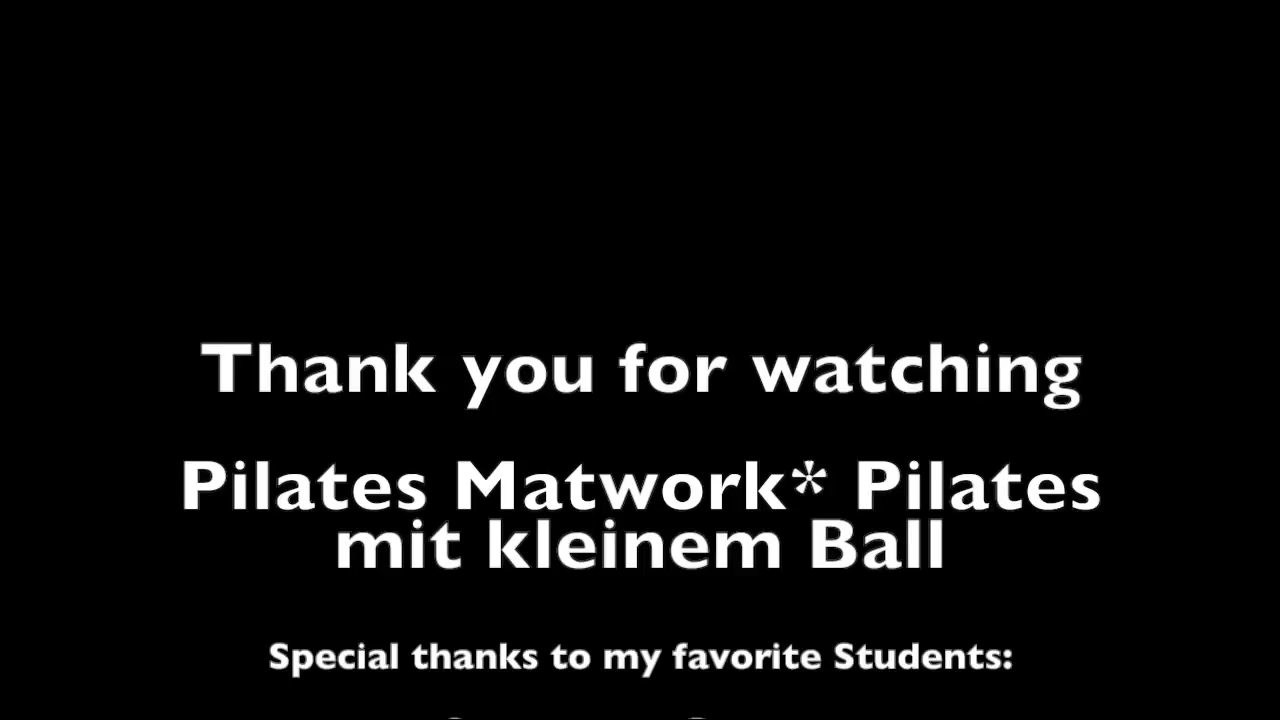 Thank you for watching
Pilates Matwork* Pilates
mit kleinem Ball
Special thanks to my favorite Students: